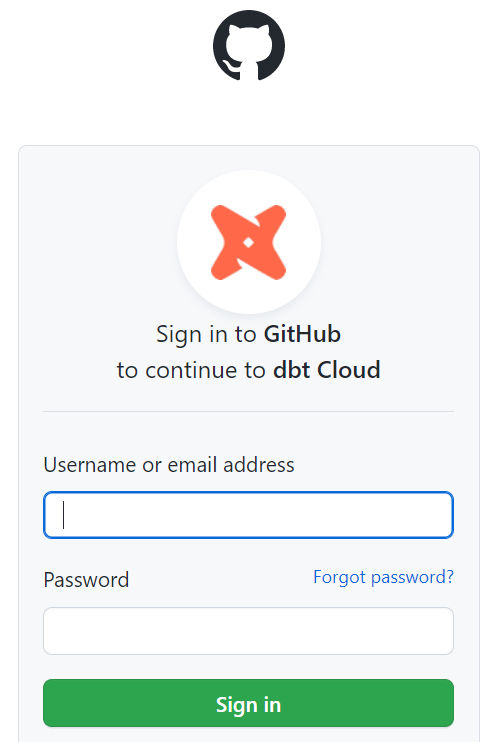 Sign in to GitHub
to continue to dbt Cloud
Username or email address
Password
Forgot password?
Sign in